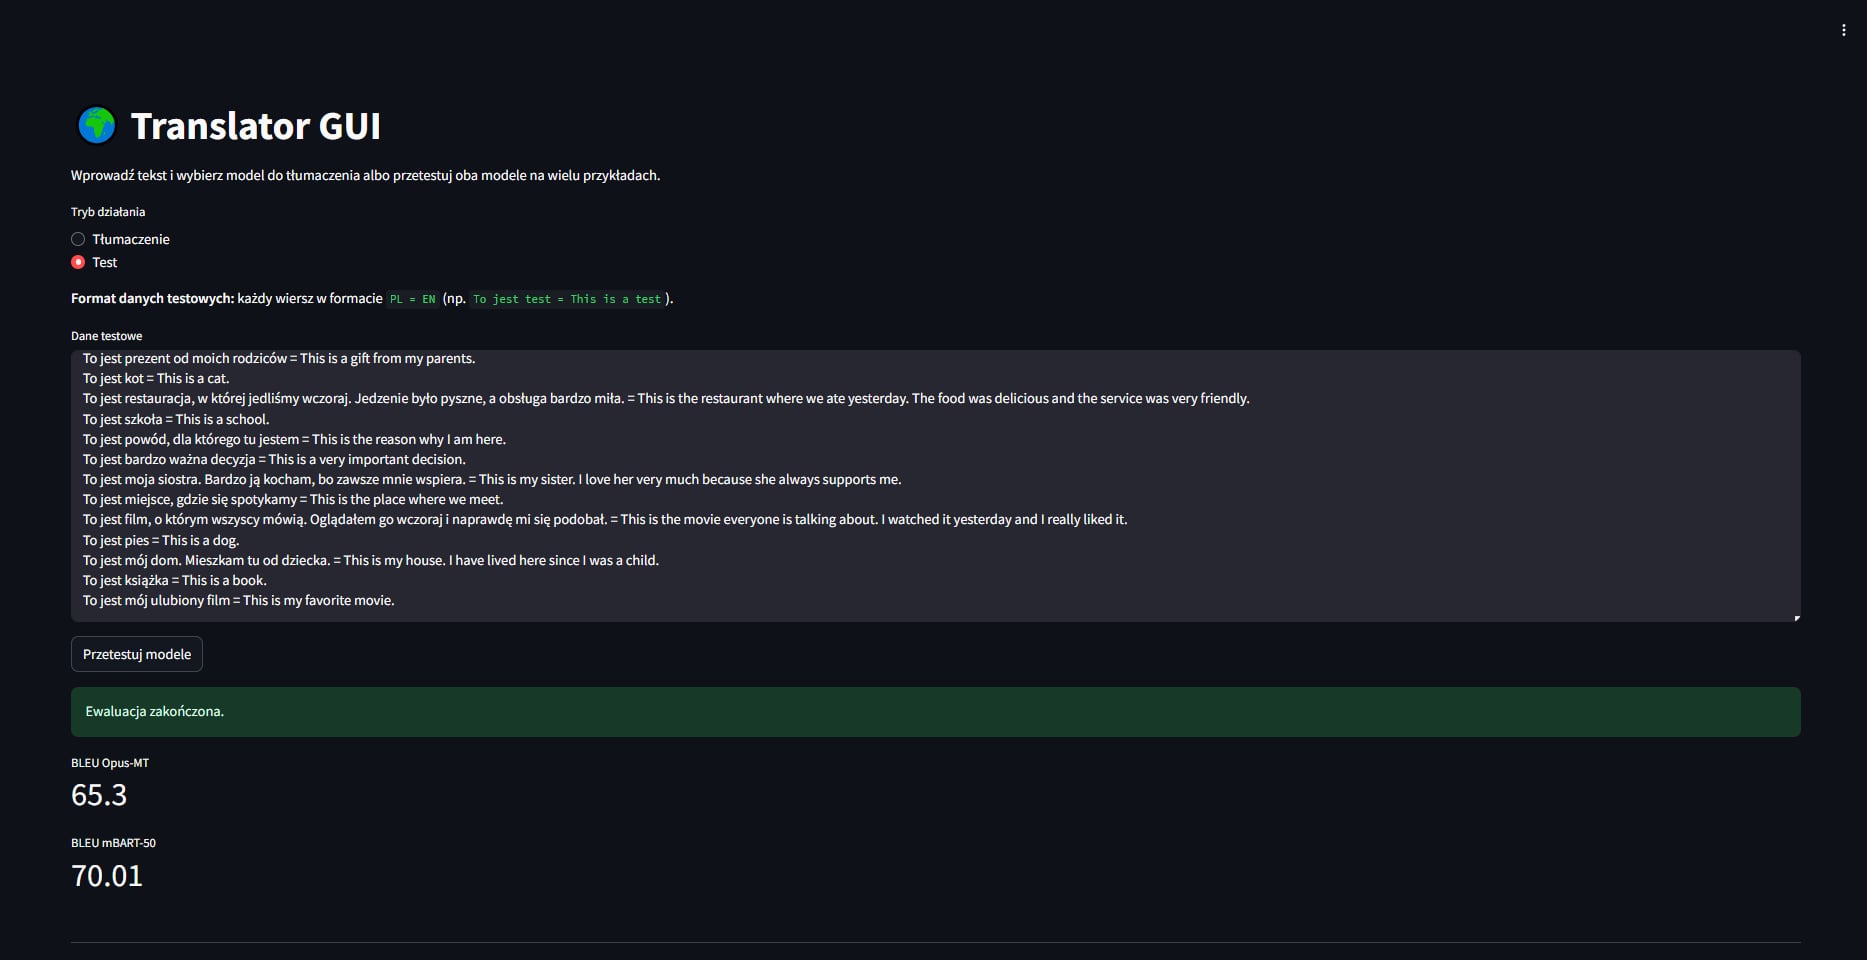 Translator GUI
Wprowadź tekst i wybierz model do tłumaczenia albo przetestuj oba modele na wielu przykładach.
Tryb działania
Tłumaczenie
Test
Format danych testowych: każdy wiersz w formacie PL = EN (np. To jest test = This is a test ).
Dane testowe
To jest prezent od moich rodziców = This is a gift from my parents.
To jest kot = This is a cat.
To jest restauracja, w której jedliśmy wczoraj. Jedzenie było pyszne, a obsługa bardzo miła. = This is the restaurant where we ate yesterday. The food was delicious and the service was very friendly.
To jest szkoła = This is a school.
To jest powód, dla którego tu jestem = This is the reason why I am here.
To jest bardzo ważna decyzja = This is a very important decision.
To jest moja siostra. Bardzo ją kocham, bo zawsze mnie wspiera. = This is my sister. I love her very much because she always supports me.
To jest miejsce, gdzie się spotykamy = This is the place where we meet.
To jest film, o którym wszyscy mówią. Oglądałem go wczoraj i naprawdę mi się podobał. = This is the movie everyone is talking about. I watched it yesterday and I really liked it.
To jest pies = This is a dog.
To jest mój dom. Mieszkam tu od dziecka. = This is my house. I have lived here since I was a child.
To jest książka = This is a book.
To jest mój ulubiony film = This is my favorite movie.
Przetestuj modele
Ewaluacja zakończona.
BLEU Opus-MT
65.3
BLEU mBART-50
70.01